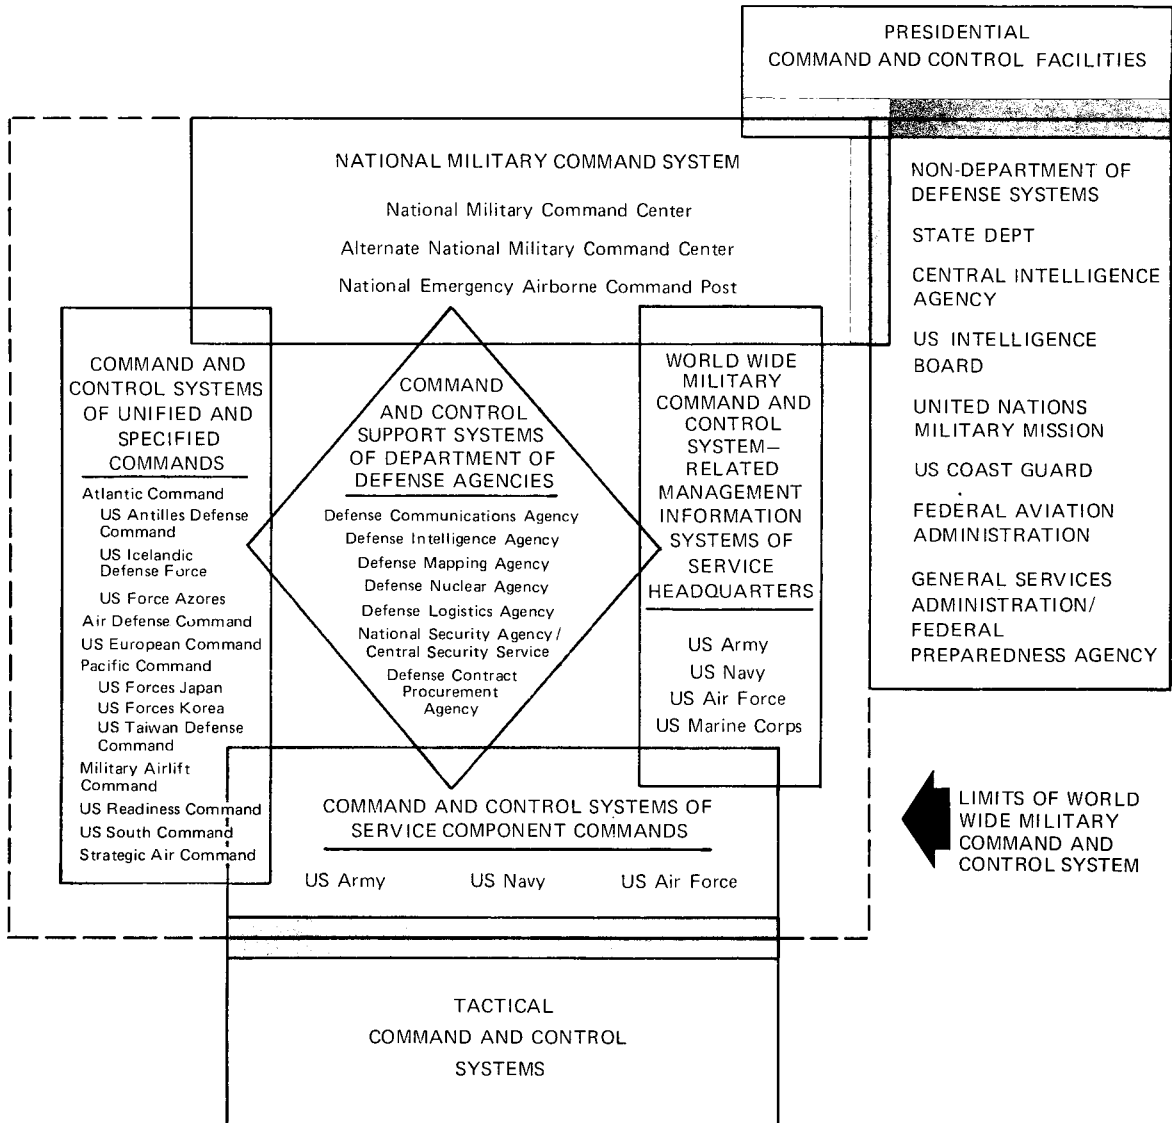 PRESIDENTIAL
COMMAND AND CONTROL FACILITIES
NATIONAL MILITARY COMMAND SYSTEM
National Military Command Center
Alternate National Military Command Center
National Emergency Airborne Command Post
NON-DEPARTMENT OF
DEFENSE SYSTEMS
STATE DEPT
CENTRAL INTELLIGENCE
AGENCY
US INTELLIGENCE
BOARD
UNITED NATIONS
MILITARY MISSION
US COAST GUARD
FEDERAL AVIATION
ADMINISTRATION
GENERAL SERVICES
ADMINISTRATION/
FEDERAL
PREPAREDNESS AGENCY
COMMAND AND
CONTROL SYSTEMS
OF UNIFIED AND
SPECIFIED
COMMANDS
Atlantic Command
US Antilles Defense
Command
US Icelandic
Defense Force
US Force Azores
Air Defense Command
US European Command
Pacific Command
US Forces Japan
US Forces Korea
US Taiwan Defense
Command
Military Airlift
Command
US Readiness Command
US South Command
Strategic Air Command
COMMAND
AND CONTROL
SUPPORT SYSTEMS
OF DEPARTMENT OF
DEFENSE AGENCIES
Defense Communications Agency
Defense Intelligence Agency
Defense Mapping Agency
Defense Nuclear Agency
Defense Logistics Agency
National Security Agency/
Central Security Service
Defense Contract
Procurement
Agency
WORLD WIDE
MILITARY
COMMAND AND
CONTROL
SYSTEM–
RELATED
MANAGEMENT
INFORMATION
SYSTEMS OF
SERVICE
HEADQUARTERS
US Army
US Navy
US Air Force
US Marine Corps
COMMAND AND CONTROL SYSTEMS OF
SERVICE COMPONENT COMMANDS
US Army US Navy US Air Force
LIMITS OF WORLD
WIDE MILITARY
COMMAND AND
CONTROL SYSTEM
TACTICAL
COMMAND AND CONTROL
SYSTEMS